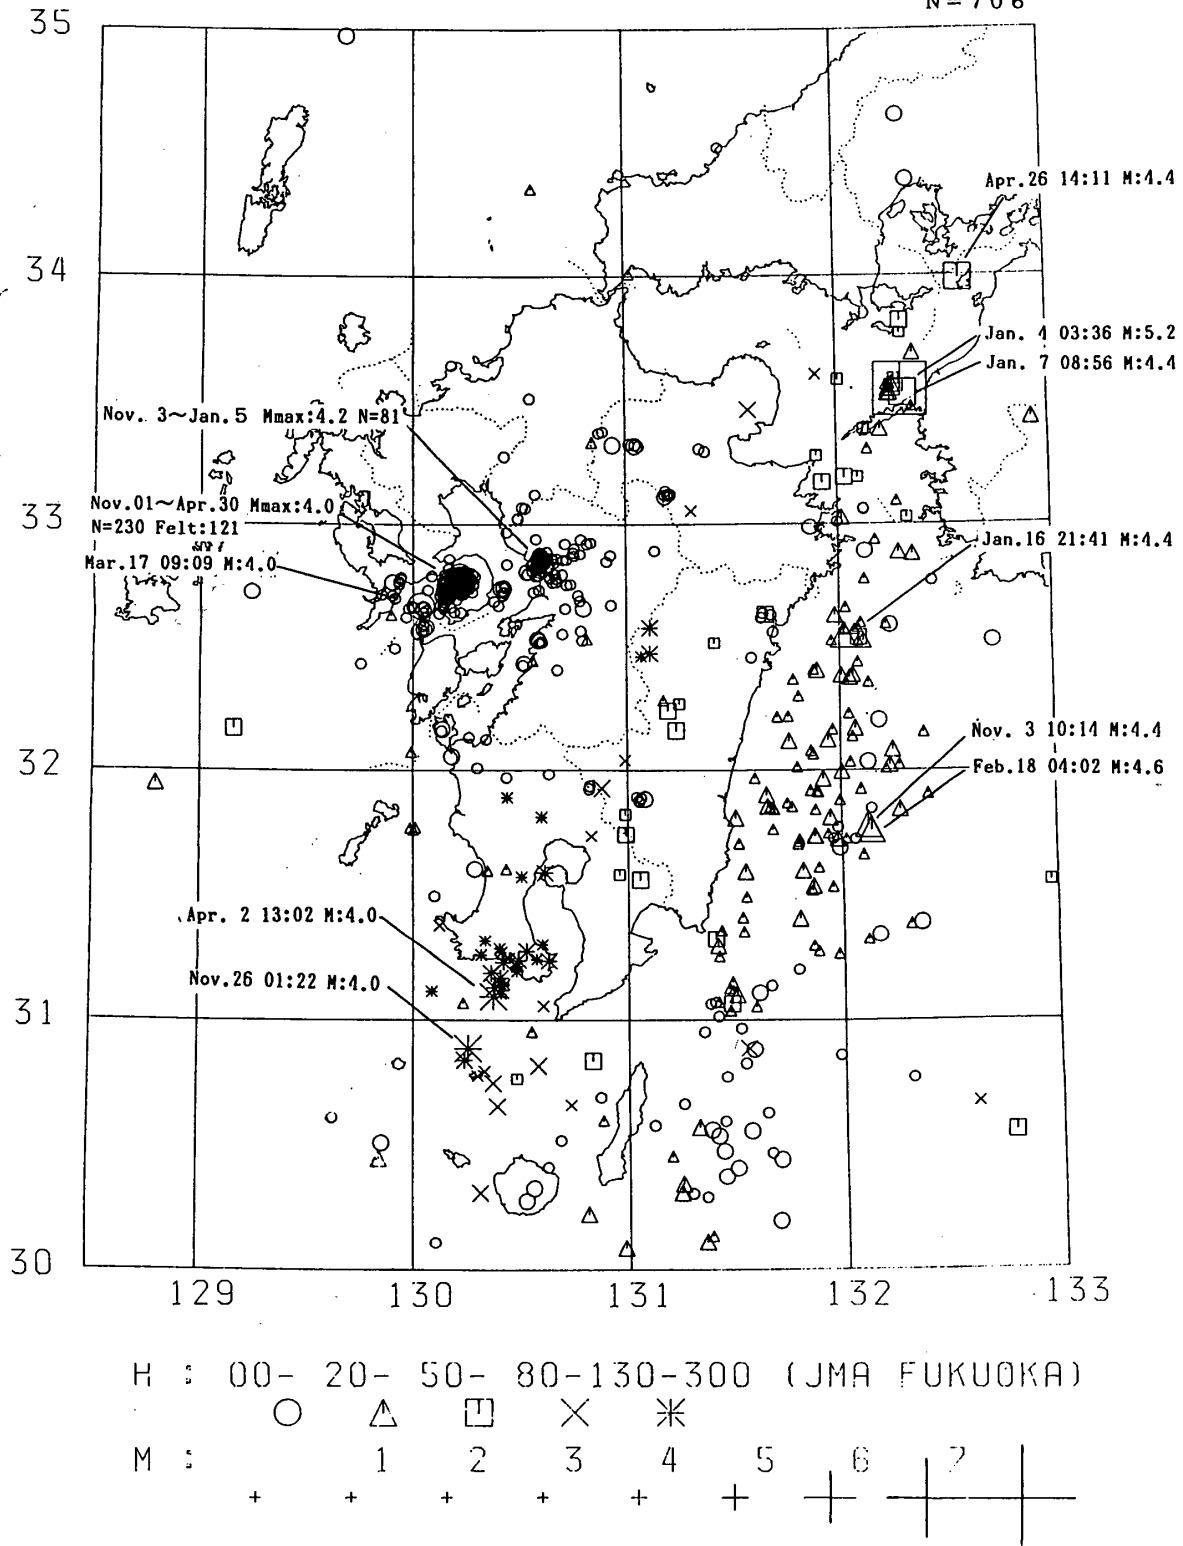 N=706
35
Apr.26 14:11 M:4.4
34
Jan. 4 03:36 M:5.2
Jan. 7 08:56 M:4.4
Nov. 3~Jan.5 Mmax:4.2 N=81
Nov.01~Apr.30 Mmax:4.0
N=230 Felt:121
33
Jan.16 21:41 M:4.4
Mar.17 09:09 M:4.0
Nov. 3 10:14 M:4.4
32
Feb.18 04:02 M:4.6
Apr. 2 13:02 M:4.0
Nov.26 01:22 M:4.0
31
30
129 130 131 132 133
H : 00- 20- 50- 80-130-300 (JMA FUKUOKA)
M : 1 2 3 4 5 6 7